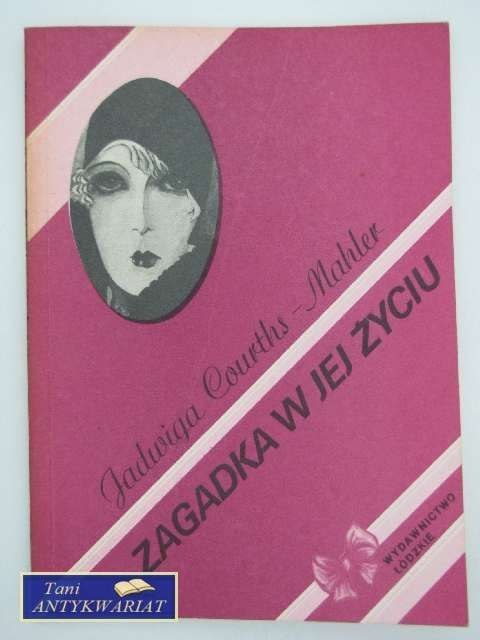 Jadwiga Courths-Mahler
ZAGADKA W JEJ ŻYCIU
WYDAWNICTWO
ŁÓDZKIE
Tani
ANTYKWARIAT